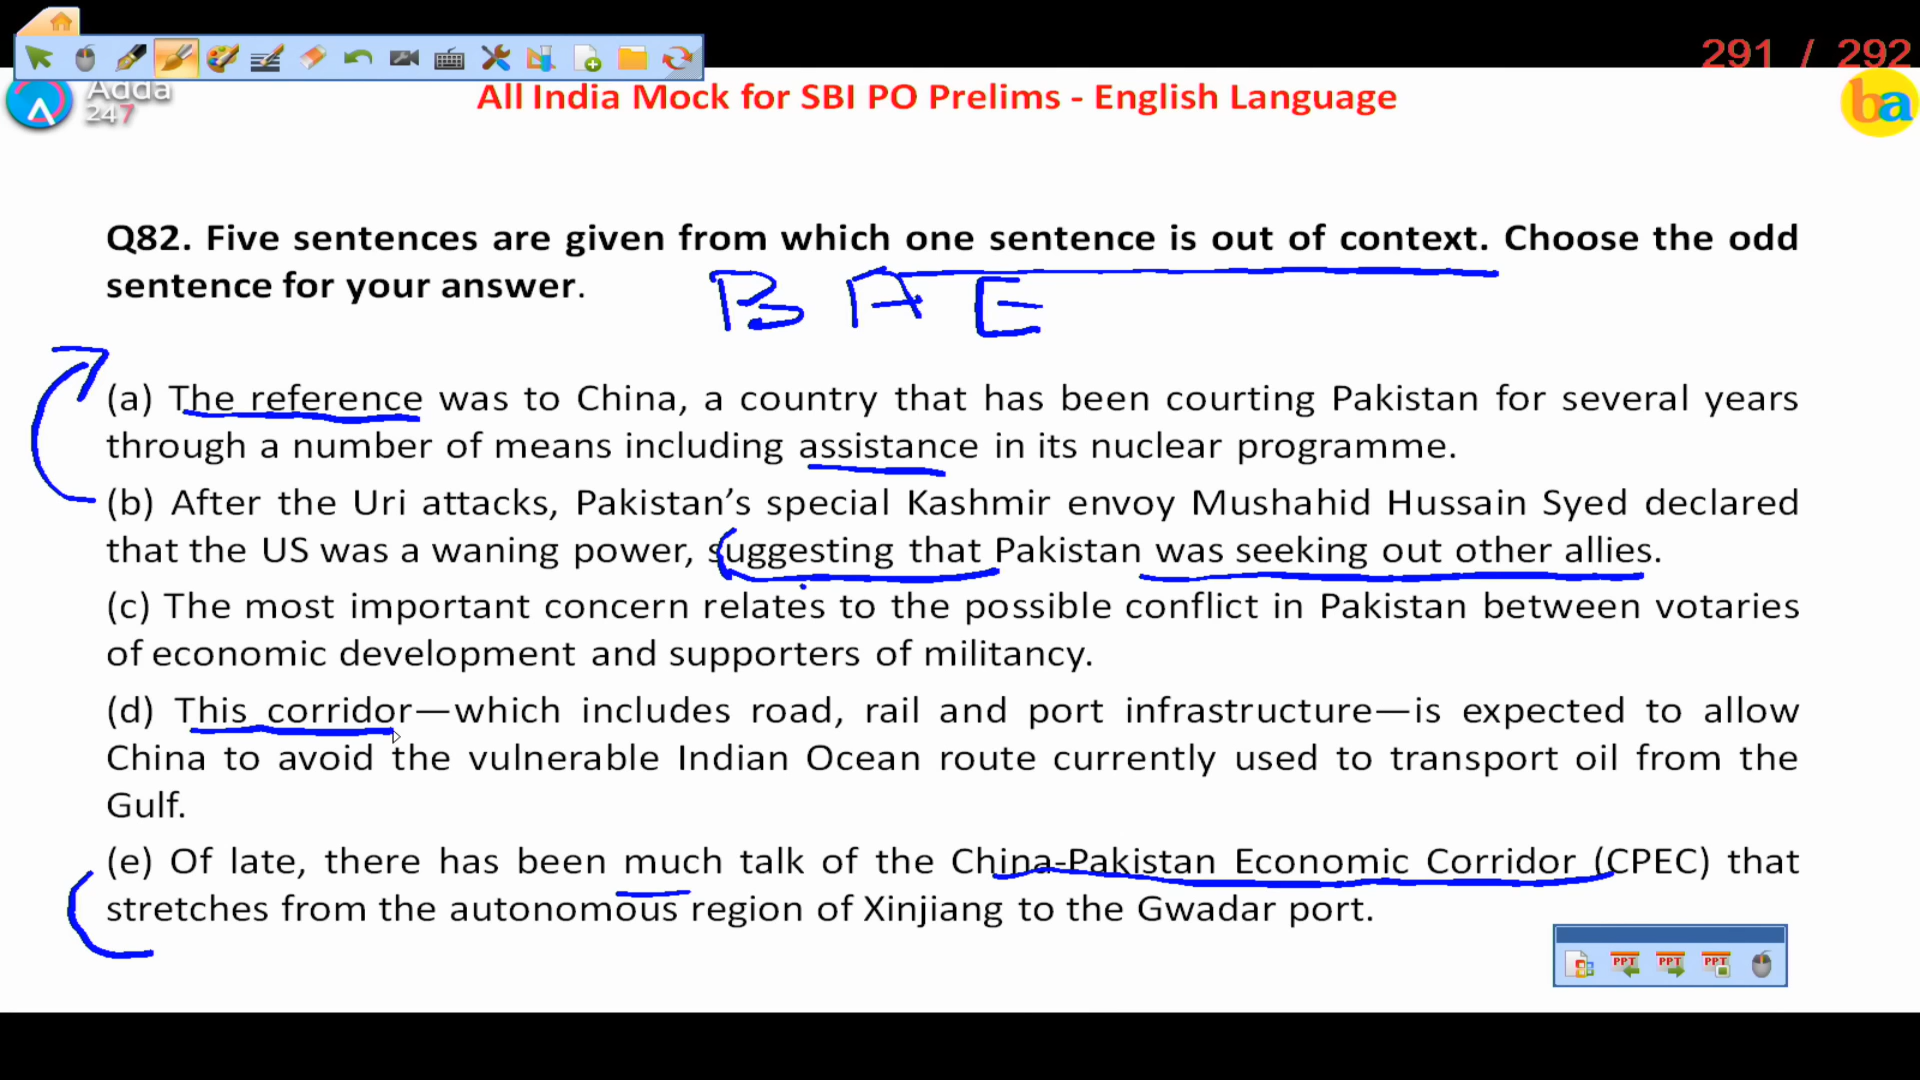 291 / 292
Adda
247
All India Mock for SBI PO Prelims - English Language
ba
Q82. Five sentences are given from which one sentence is out of context. Choose the odd
sentence for your answer.
B A E
(a) The reference was to China, a country that has been courting Pakistan for several years
through a number of means including assistance in its nuclear programme.
(b) After the Uri attacks, Pakistan’s special Kashmir envoy Mushahid Hussain Syed declared
that the US was a waning power, suggesting that Pakistan was seeking out other allies.
(c) The most important concern relates to the possible conflict in Pakistan between votaries
of economic development and supporters of militancy.
(d) This corridor—which includes road, rail and port infrastructure—is expected to allow
China to avoid the vulnerable Indian Ocean route currently used to transport oil from the
Gulf.
(e) Of late, there has been much talk of the China-Pakistan Economic Corridor (CPEC) that
stretches from the autonomous region of Xinjiang to the Gwadar port.
PPT PPT PPT